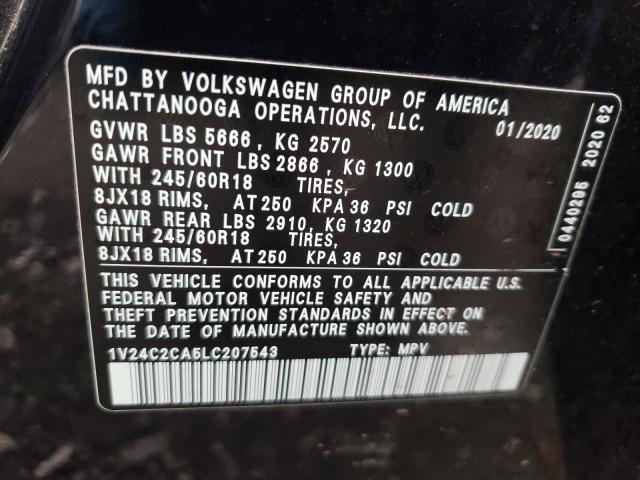 MFD BY VOLKSWAGEN GROUP OF AMERICA
CHATTANOOGA OPERATIONS, LLC. 01/2020
GVWR LBS 5666 , KG 2570
GAWR FRONT LBS 2866 , KG 1300
WITH 245/60R18 TIRES,
8JX18 RIMS, AT 250 KPA 36 PSI COLD
GAWR REAR LBS 2910, KG 1320
WITH 245/60R18 TIRES,
8JX18 RIMS, AT 250 KPA 36 PSI COLD
THIS VEHICLE CONFORMS TO ALL APPLICABLE U.S.
FEDERAL MOTOR VEHICLE SAFETY AND
THEFT PREVENTION STANDARDS IN EFFECT ON
THE DATE OF MANUFACTURE SHOWN ABOVE.
1V24C2CA5LC207543 TYPE: MPV
0440295 2020 62